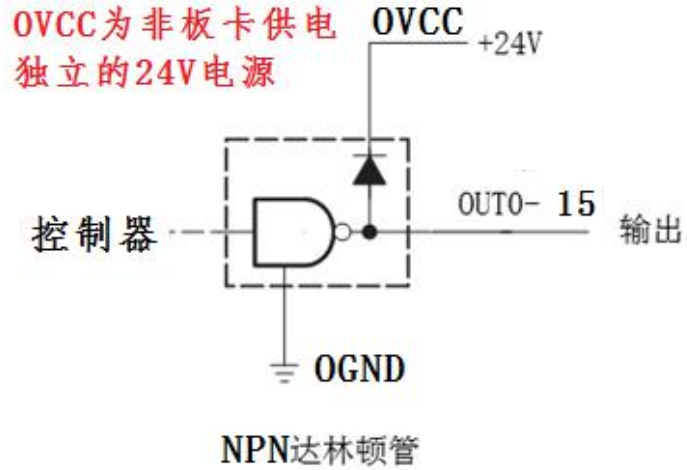 OVCC为非板卡供电
独立的24V电源
OVCC
+24V
控制器
OUT0- 15
输出
OGND
NPN达林顿管